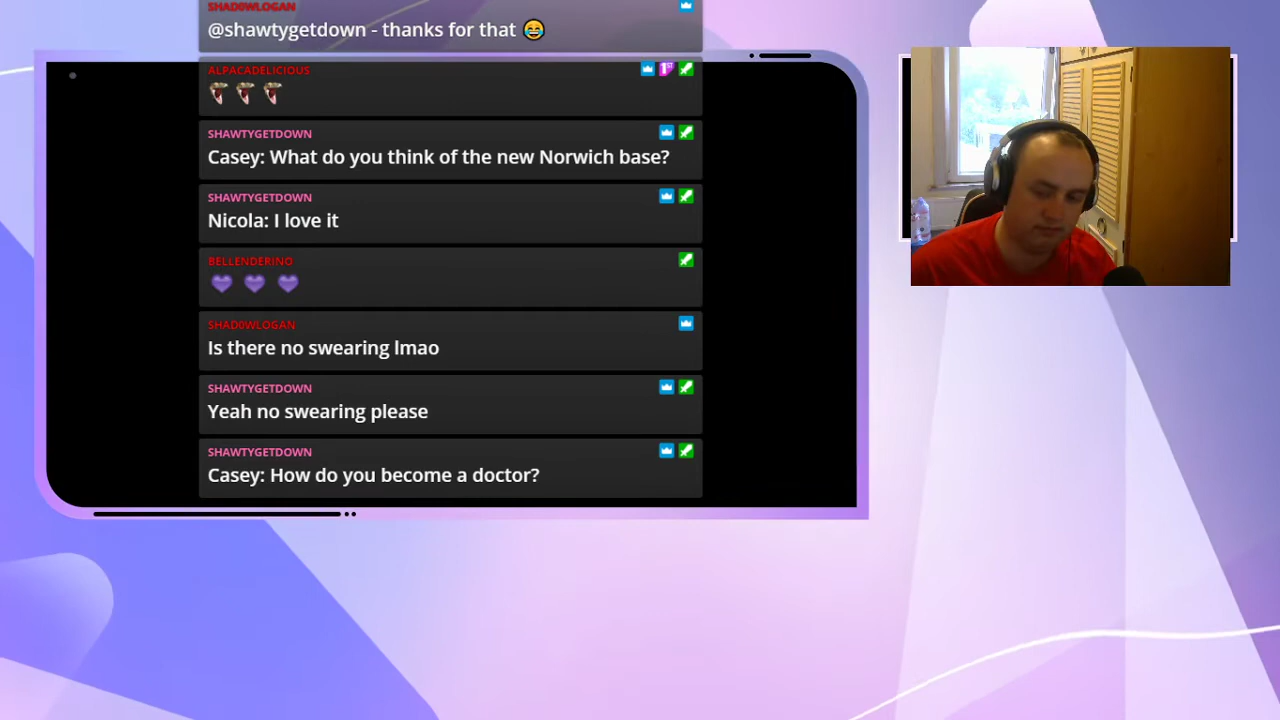 SHAD0WLOGAN
@shawtygetdown - thanks for that 😂
ALPACADELICIOUS
SHAWTYGETDOWN
Casey: What do you think of the new Norwich base?
SHAWTYGETDOWN
Nicola: I love it
BELLENDERINO
💜 💜 💜
SHAD0WLOGAN
Is there no swearing lmao
SHAWTYGETDOWN
Yeah no swearing please
SHAWTYGETDOWN
Casey: How do you become a doctor?